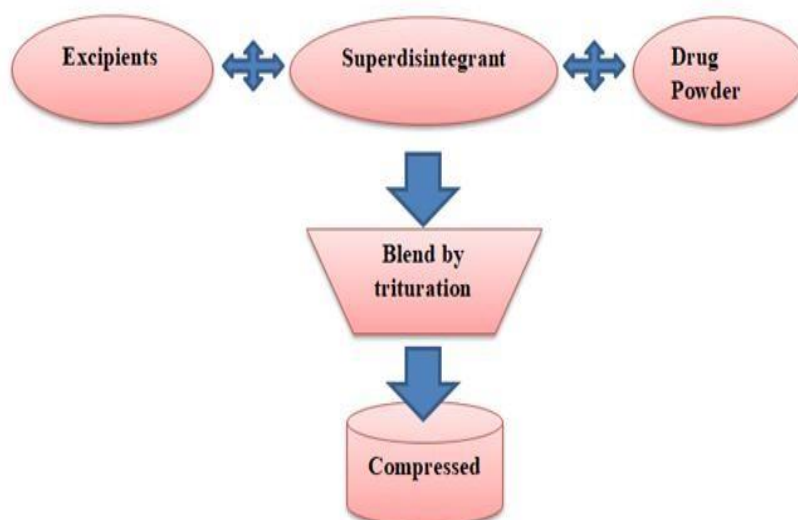 Excipients
Superdisintegrant
Drug
Powder
Blend by
trituration
Compressed